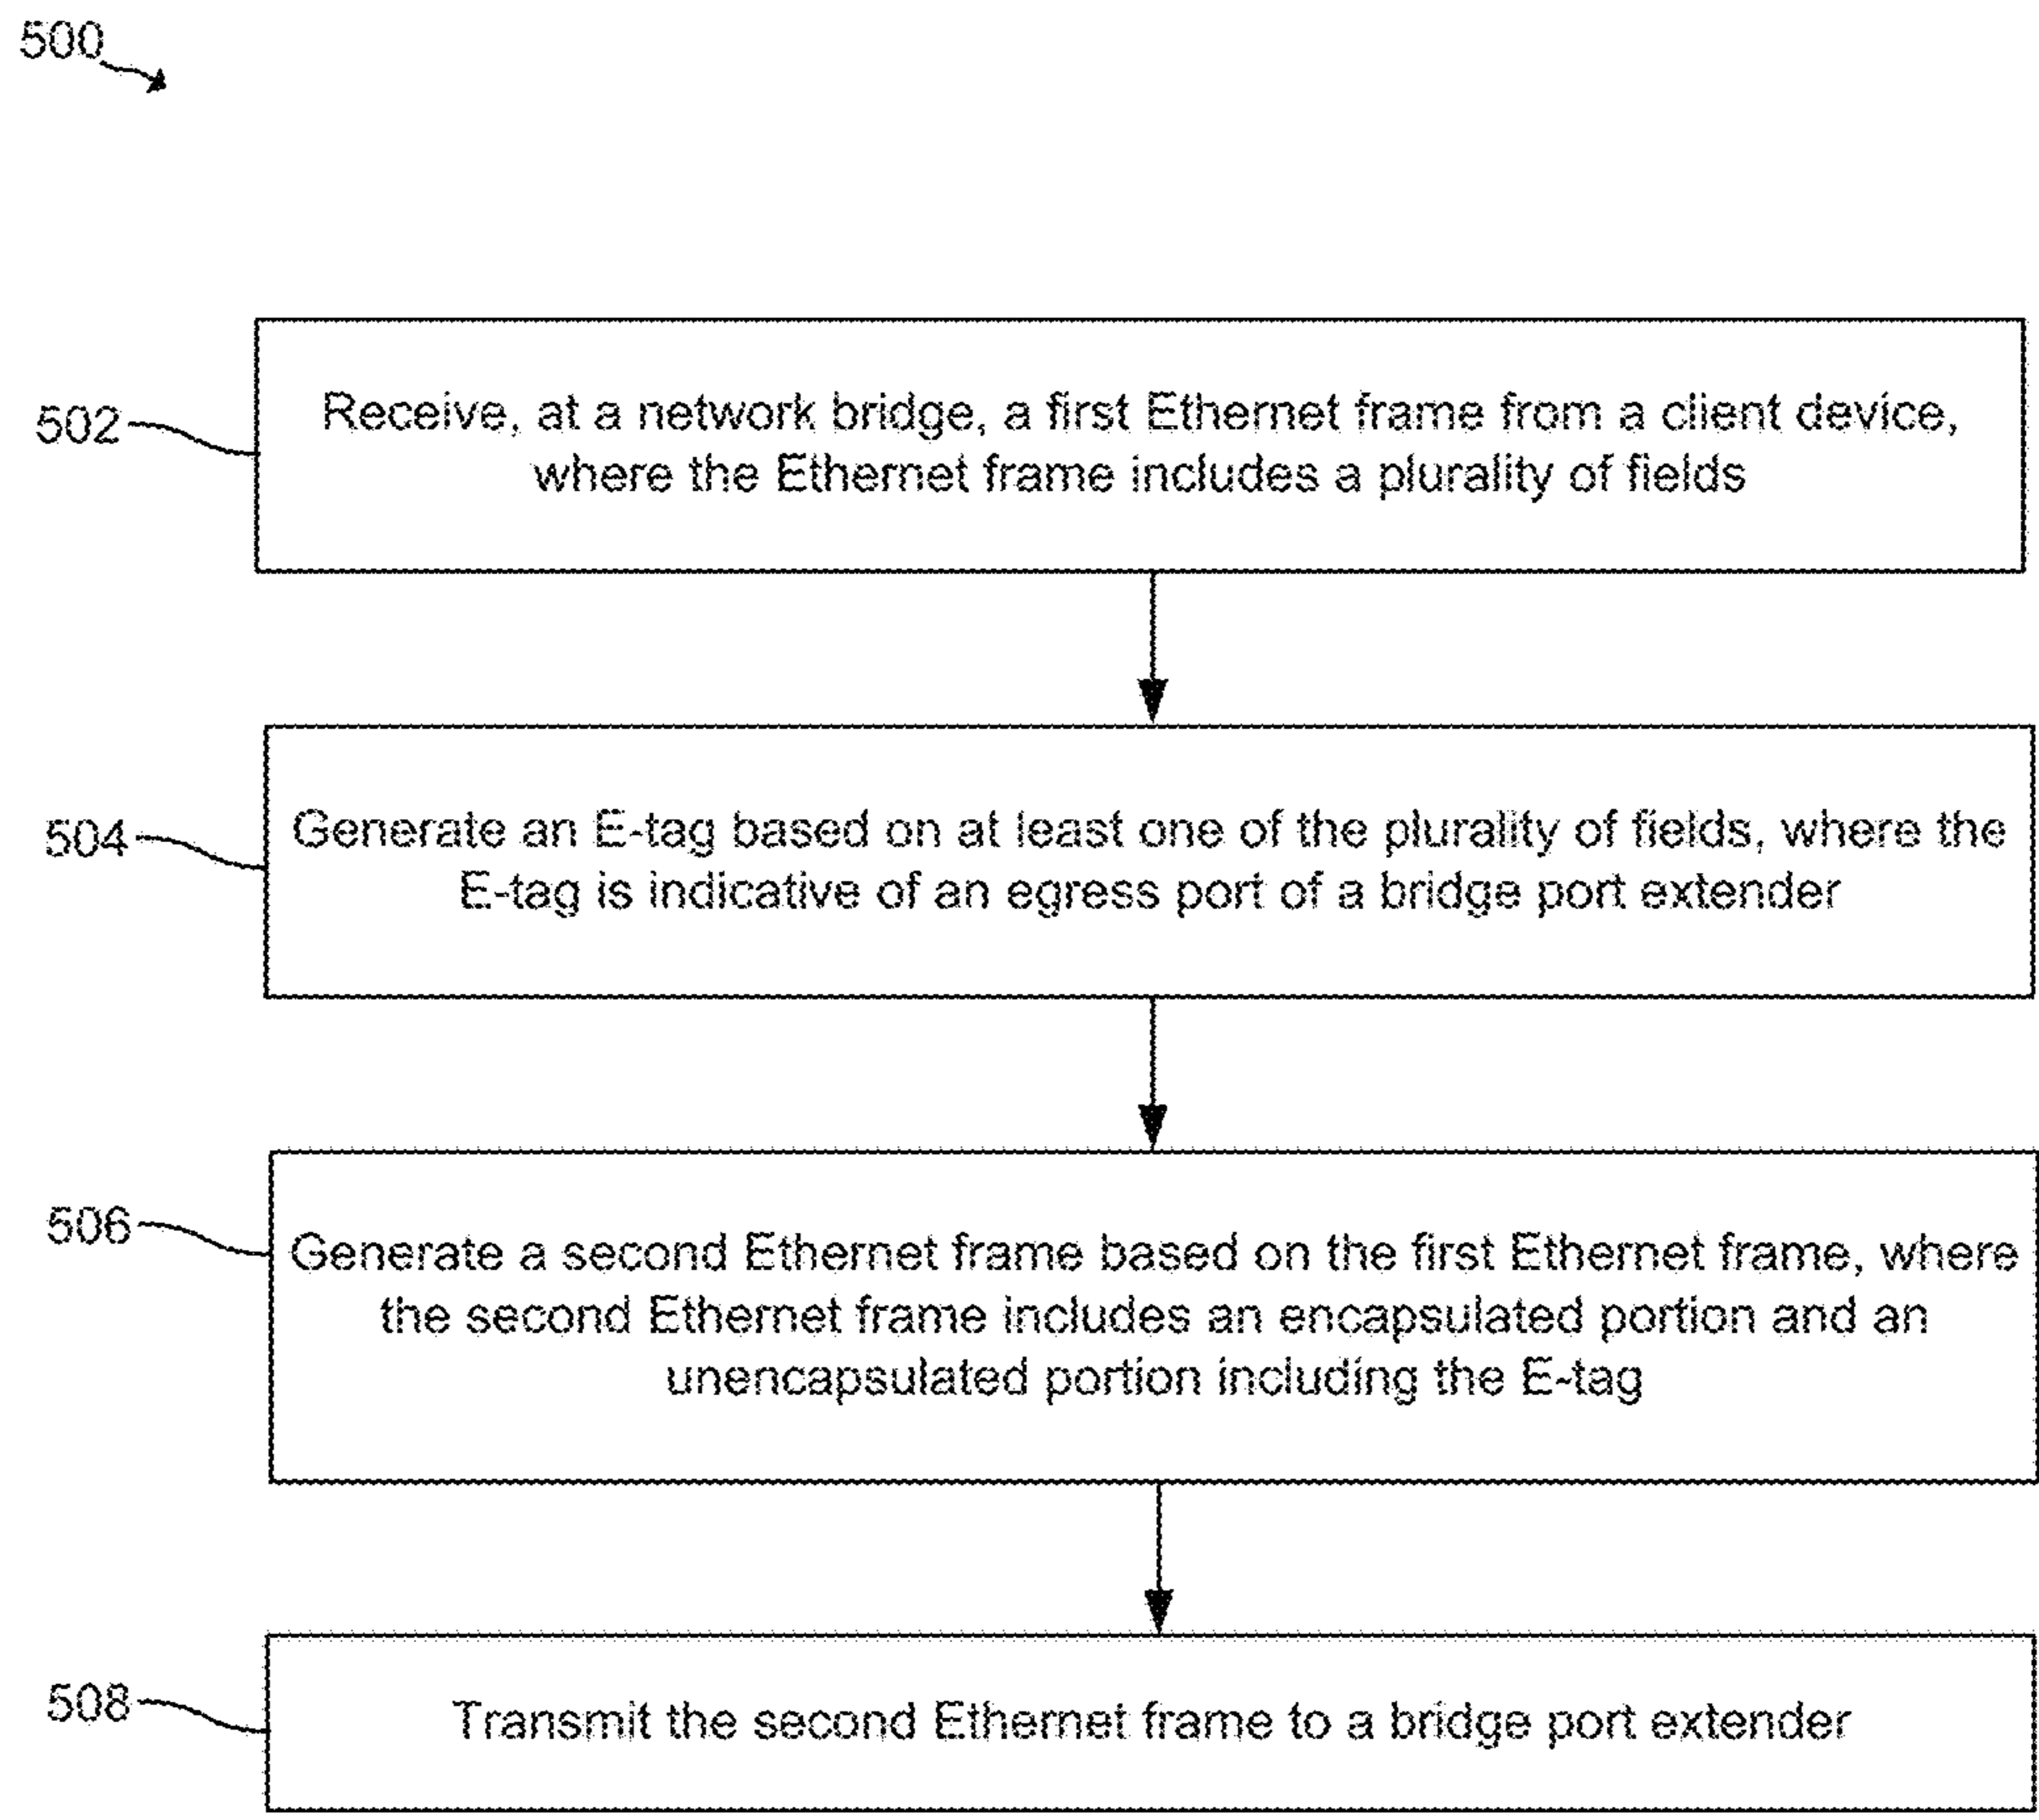 500
502
Receive, at a network bridge, a first Ethernet frame from a client device,
where the Ethernet frame includes a plurality of fields
504
Generate an E-tag based on at least one of the plurality of fields, where the
E-tag is indicative of an egress port of a bridge port extender
506
Generate a second Ethernet frame based on the first Ethernet frame, where
the second Ethernet frame includes an encapsulated portion and an
unencapsulated portion including the E-tag
508
Transmit the second Ethernet frame to a bridge port extender